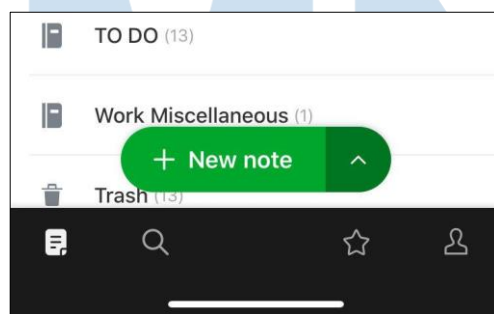 TO DO (13)
Work Miscellaneous (1)
+ New note
Trash (13)